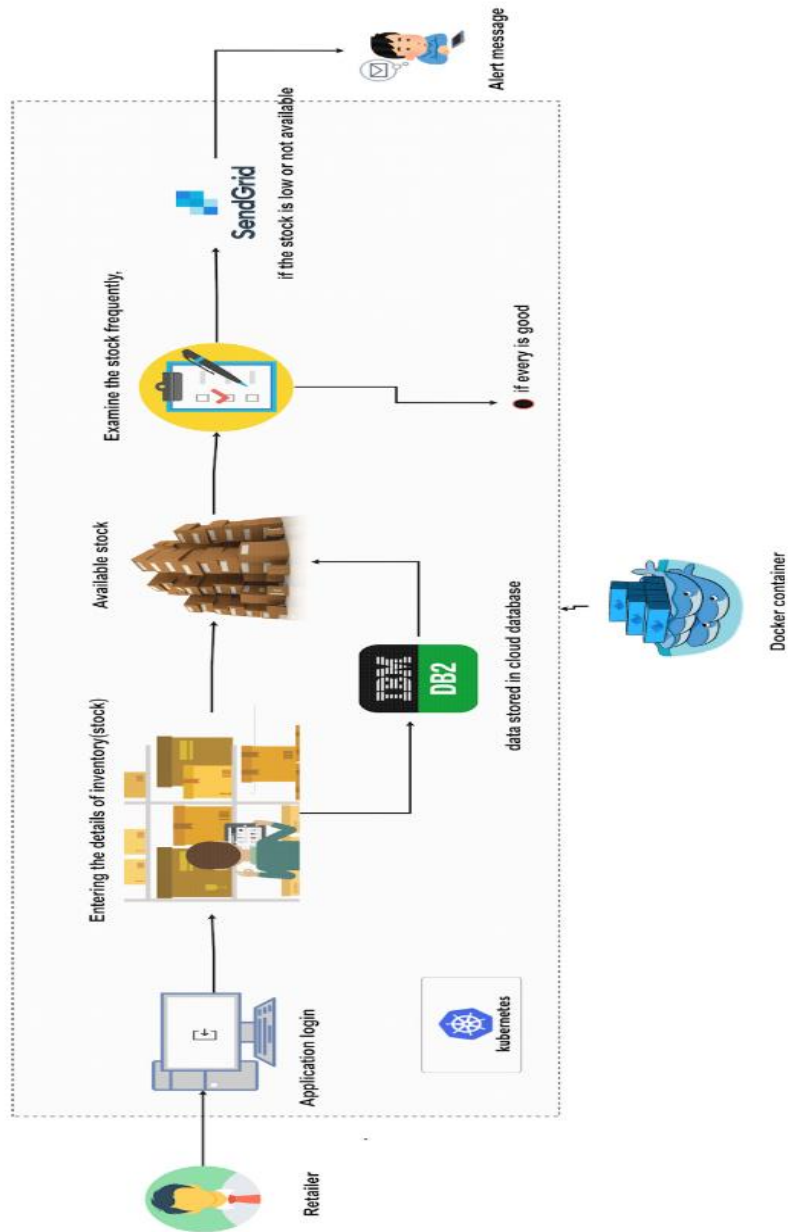 Retailer
Application login
Entering the details of inventory(stock)
Available stock
Examine the stock frequently,
SendGrid
if the stock is low or not available
Alert message
if every is good
IBM
DB2
data stored in cloud database
kubernetes
Docker container